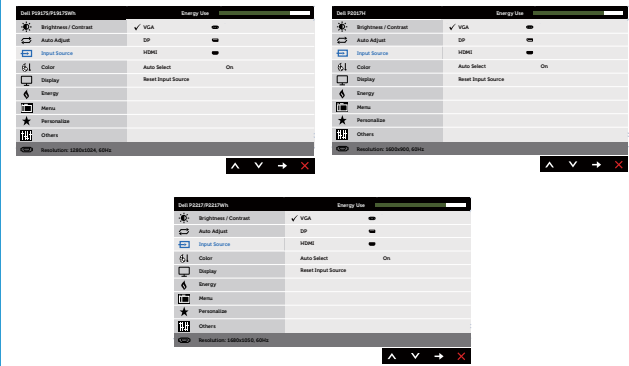 Dell P1917S/P1917SWh Energy Use
Brightness / Contrast VGA
Auto Adjust DP
Input Source HDMI
Color Auto Select On
Display Reset Input Source
Energy
Menu
Personalize
Others
Resolution: 1280x1024, 60Hz
Dell P2017H Energy Use
Brightness / Contrast VGA
Auto Adjust DP
Input Source HDMI
Color Auto Select On
Display Reset Input Source
Energy
Menu
Personalize
Others
Resolution: 1600x900, 60Hz
Dell P2217/P2217Wh Energy Use
Brightness / Contrast VGA
Auto Adjust DP
Input Source HDMI
Color Auto Select On
Display Reset Input Source
Energy
Menu
Personalize
Others
Resolution: 1680x1050, 60Hz